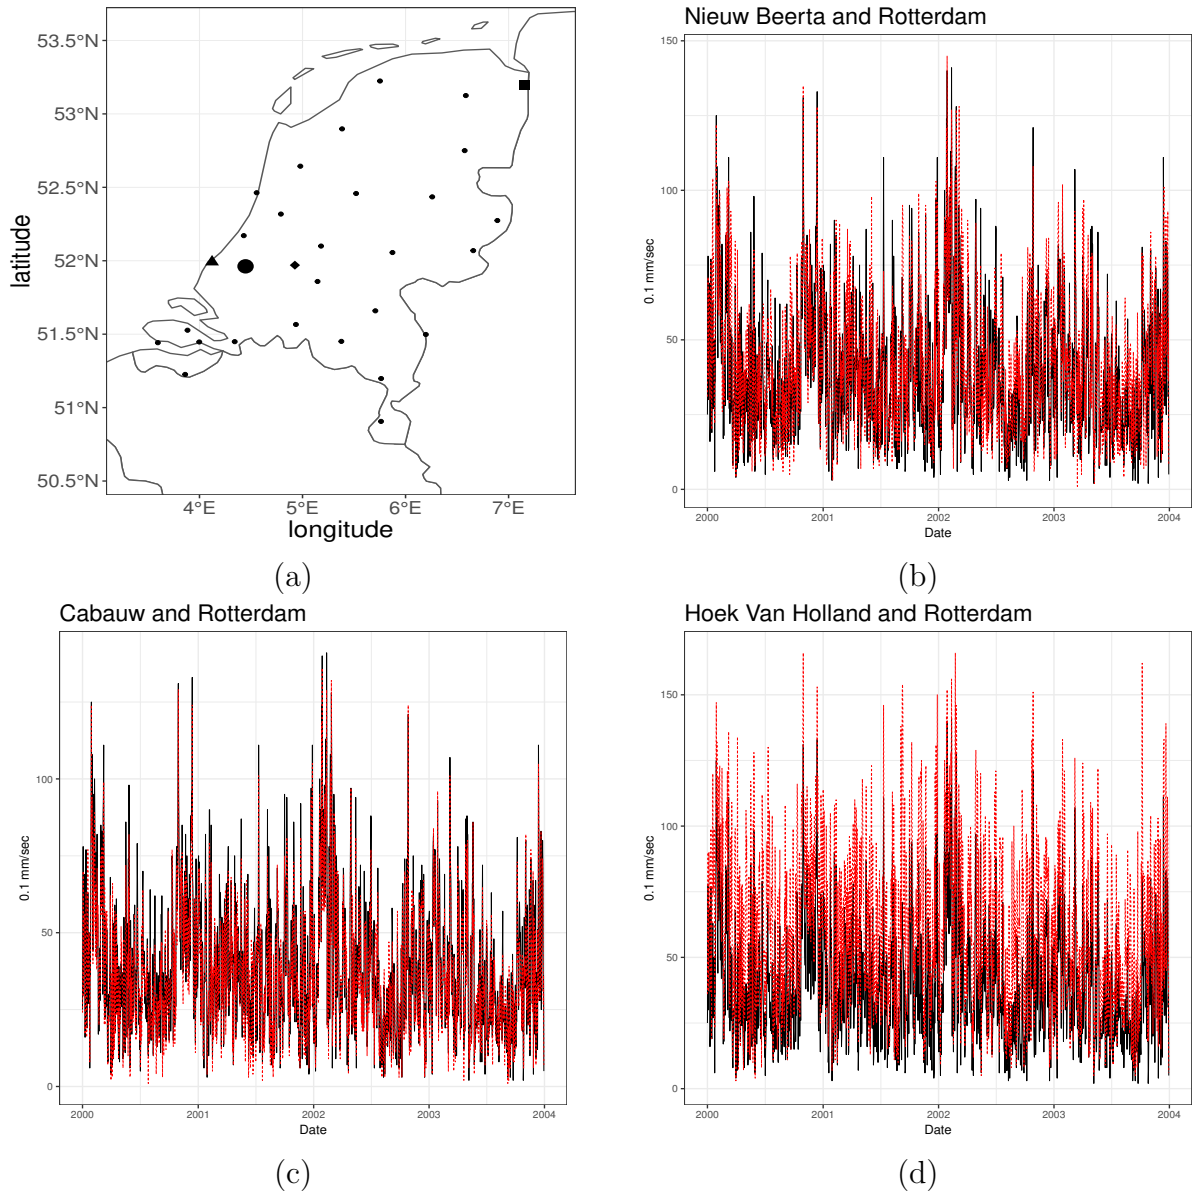 53.5°N
53°N
52.5°N
52°N
51.5°N
51°N
50.5°N
latitude
4°E 5°E 6°E 7°E
longitude
(a)
Nieuw Beerta and Rotterdam
150
100
50
0
0.1 mm/sec
2000 2001 2002 2003 2004
Date
(b)
Cabauw and Rotterdam
100
50
0
0.1 mm/sec
2000 2001 2002 2003 2004
Date
(c)
Hoek Van Holland and Rotterdam
150
100
50
0
0.1 mm/sec
2000 2001 2002 2003 2004
Date
(d)